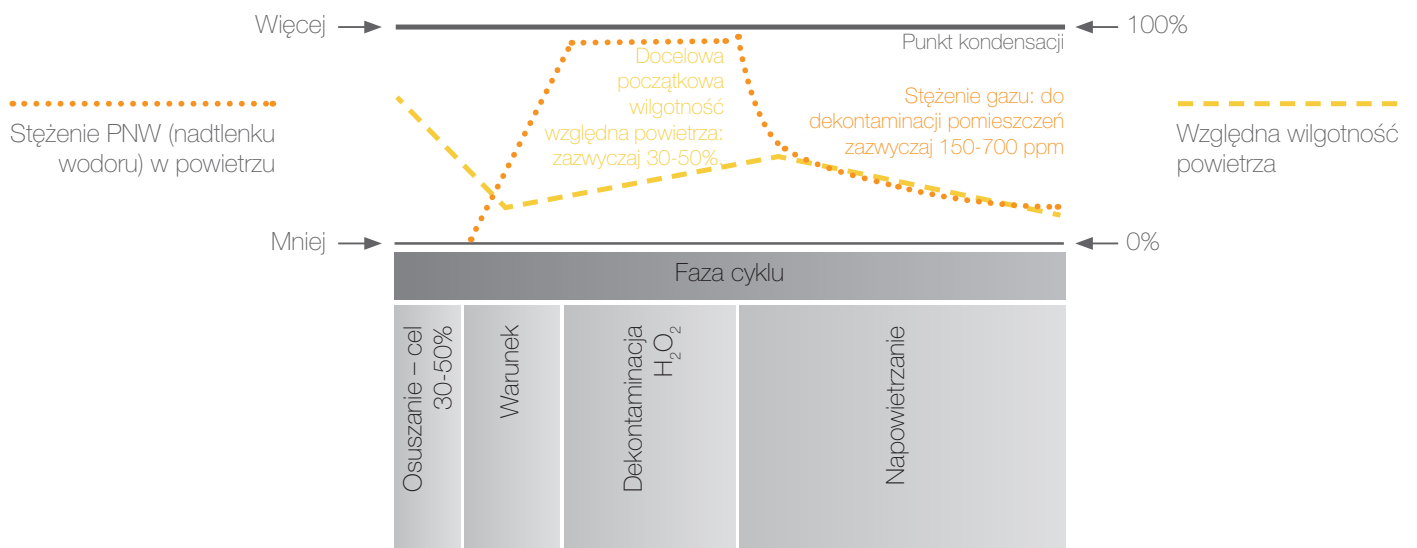 Więcej
100%
Punkt kondensacji
Docelowa
początkowa
wilgotność
względna powietrza:
zazwyczaj 30-50%.
Stężenie gazu: do
dekontaminacji pomieszczeń
zazwyczaj 150-700 ppm
Stężenie PNW (nadtlenku
wodoru) w powietrzu
Względna wilgotność
powietrza
Mniej
0%
Faza cyklu
Osuszanie – cel
30-50%
Warunek
Dekontaminacja
H₂O₂
Napowietrzanie